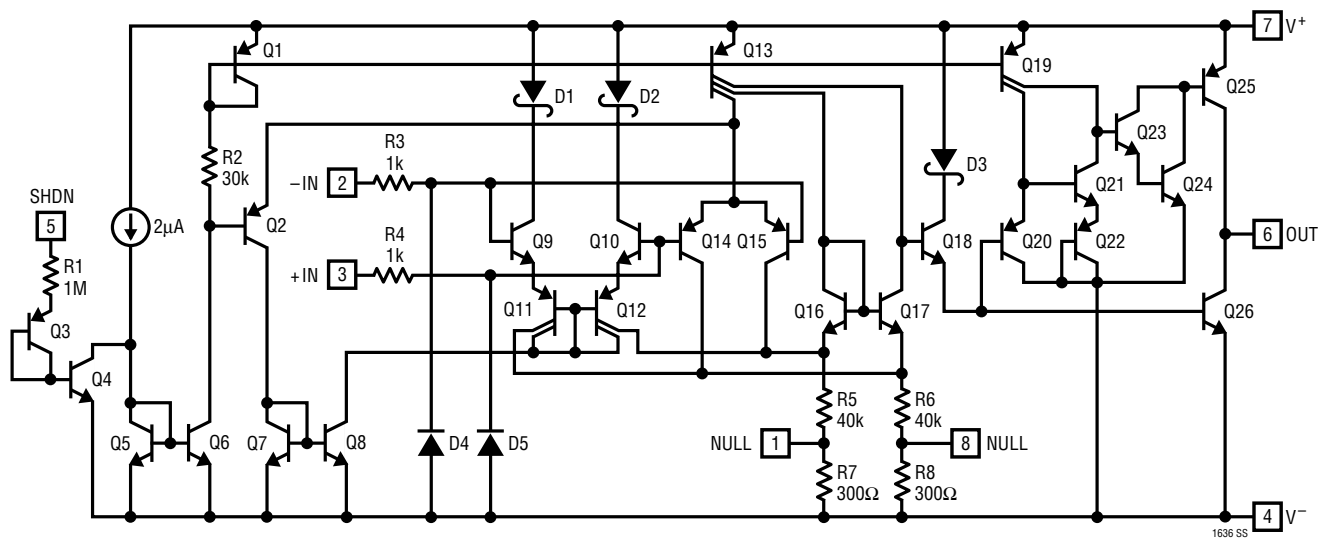 7 V+
Q1
Q13
Q19
Q25
D1
D2
Q23
R2
30k
R3
1k
D3
–IN 2
Q21
Q24
SHDN
5
2µA
Q2
Q9
Q10
Q14 Q15
Q18
Q20
Q22
6 OUT
R4
1k
+IN 3
R1
1M
Q11
Q12
Q16
Q17
Q26
Q3
Q4
R5
40k
R6
40k
Q5
Q6
Q7
Q8
D4
D5
NULL 1
8 NULL
R7
300Ω
R8
300Ω
4 V–
1636 SS